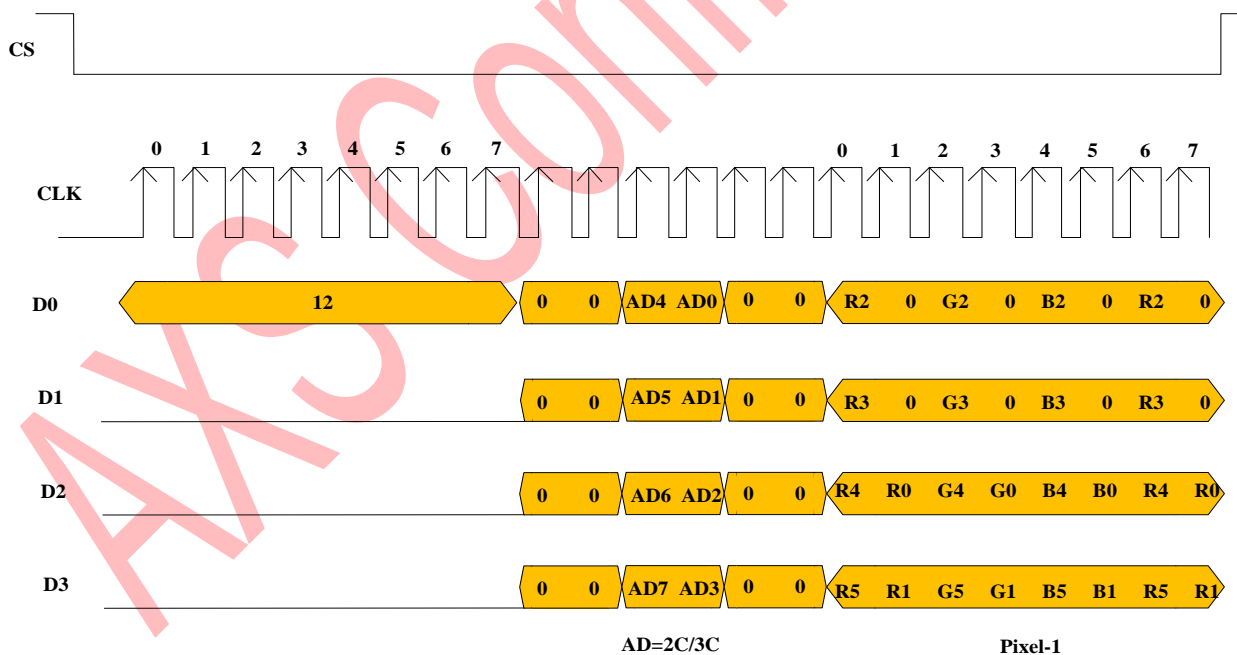 CS
0 1 2 3 4 5 6 7 0 1 2 3 4 5 6 7
CLK
D0 12 0 0 AD4 AD0 0 0 R2 0 G2 0 B2 0 R2 0
D1 0 0 AD5 AD1 0 0 R3 0 G3 0 B3 0 R3 0
D2 0 0 AD6 AD2 0 0 R4 R0 G4 G0 B4 B0 R4 R0
D3 0 0 AD7 AD3 0 0 R5 R1 G5 G1 B5 B1 R5 R1
AD=2C/3C Pixel-1
AXS